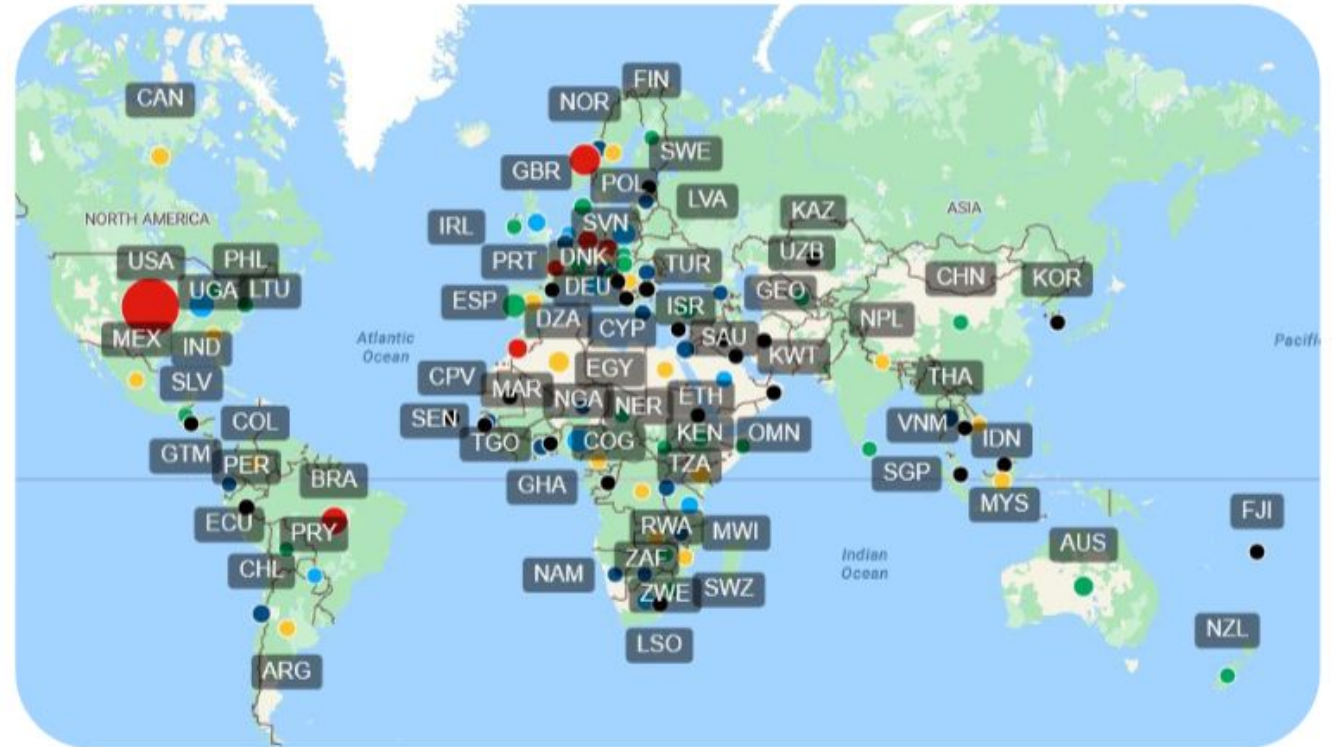 FIN
CAN
NOR
SWE
GBR
POL
LVA
NORTH AMERICA
IRL
SVN
KAZ
ASIA
USA
PHL
PRT
DNK
TUR
UZB
CHN
KOR
UGA
LTU
ESP
DEU
ISR
GEO
DZA
CYP
NPL
MEX
IND
Atlantic
Ocean
SAU
KWT
Pacifi
SLV
CPV
MAR
EGY
THA
NGA
NER
ETH
COL
SEN
TGO
COG
KEN
OMN
VNM
IDN
GTM
PER
BRA
GHA
TZA
SGP
MYS
ECU
PRY
RWA
MWI
FJI
CHL
NAM
ZAF
Indian
Ocean
AUS
ZWE
SWZ
LSO
NZL
ARG